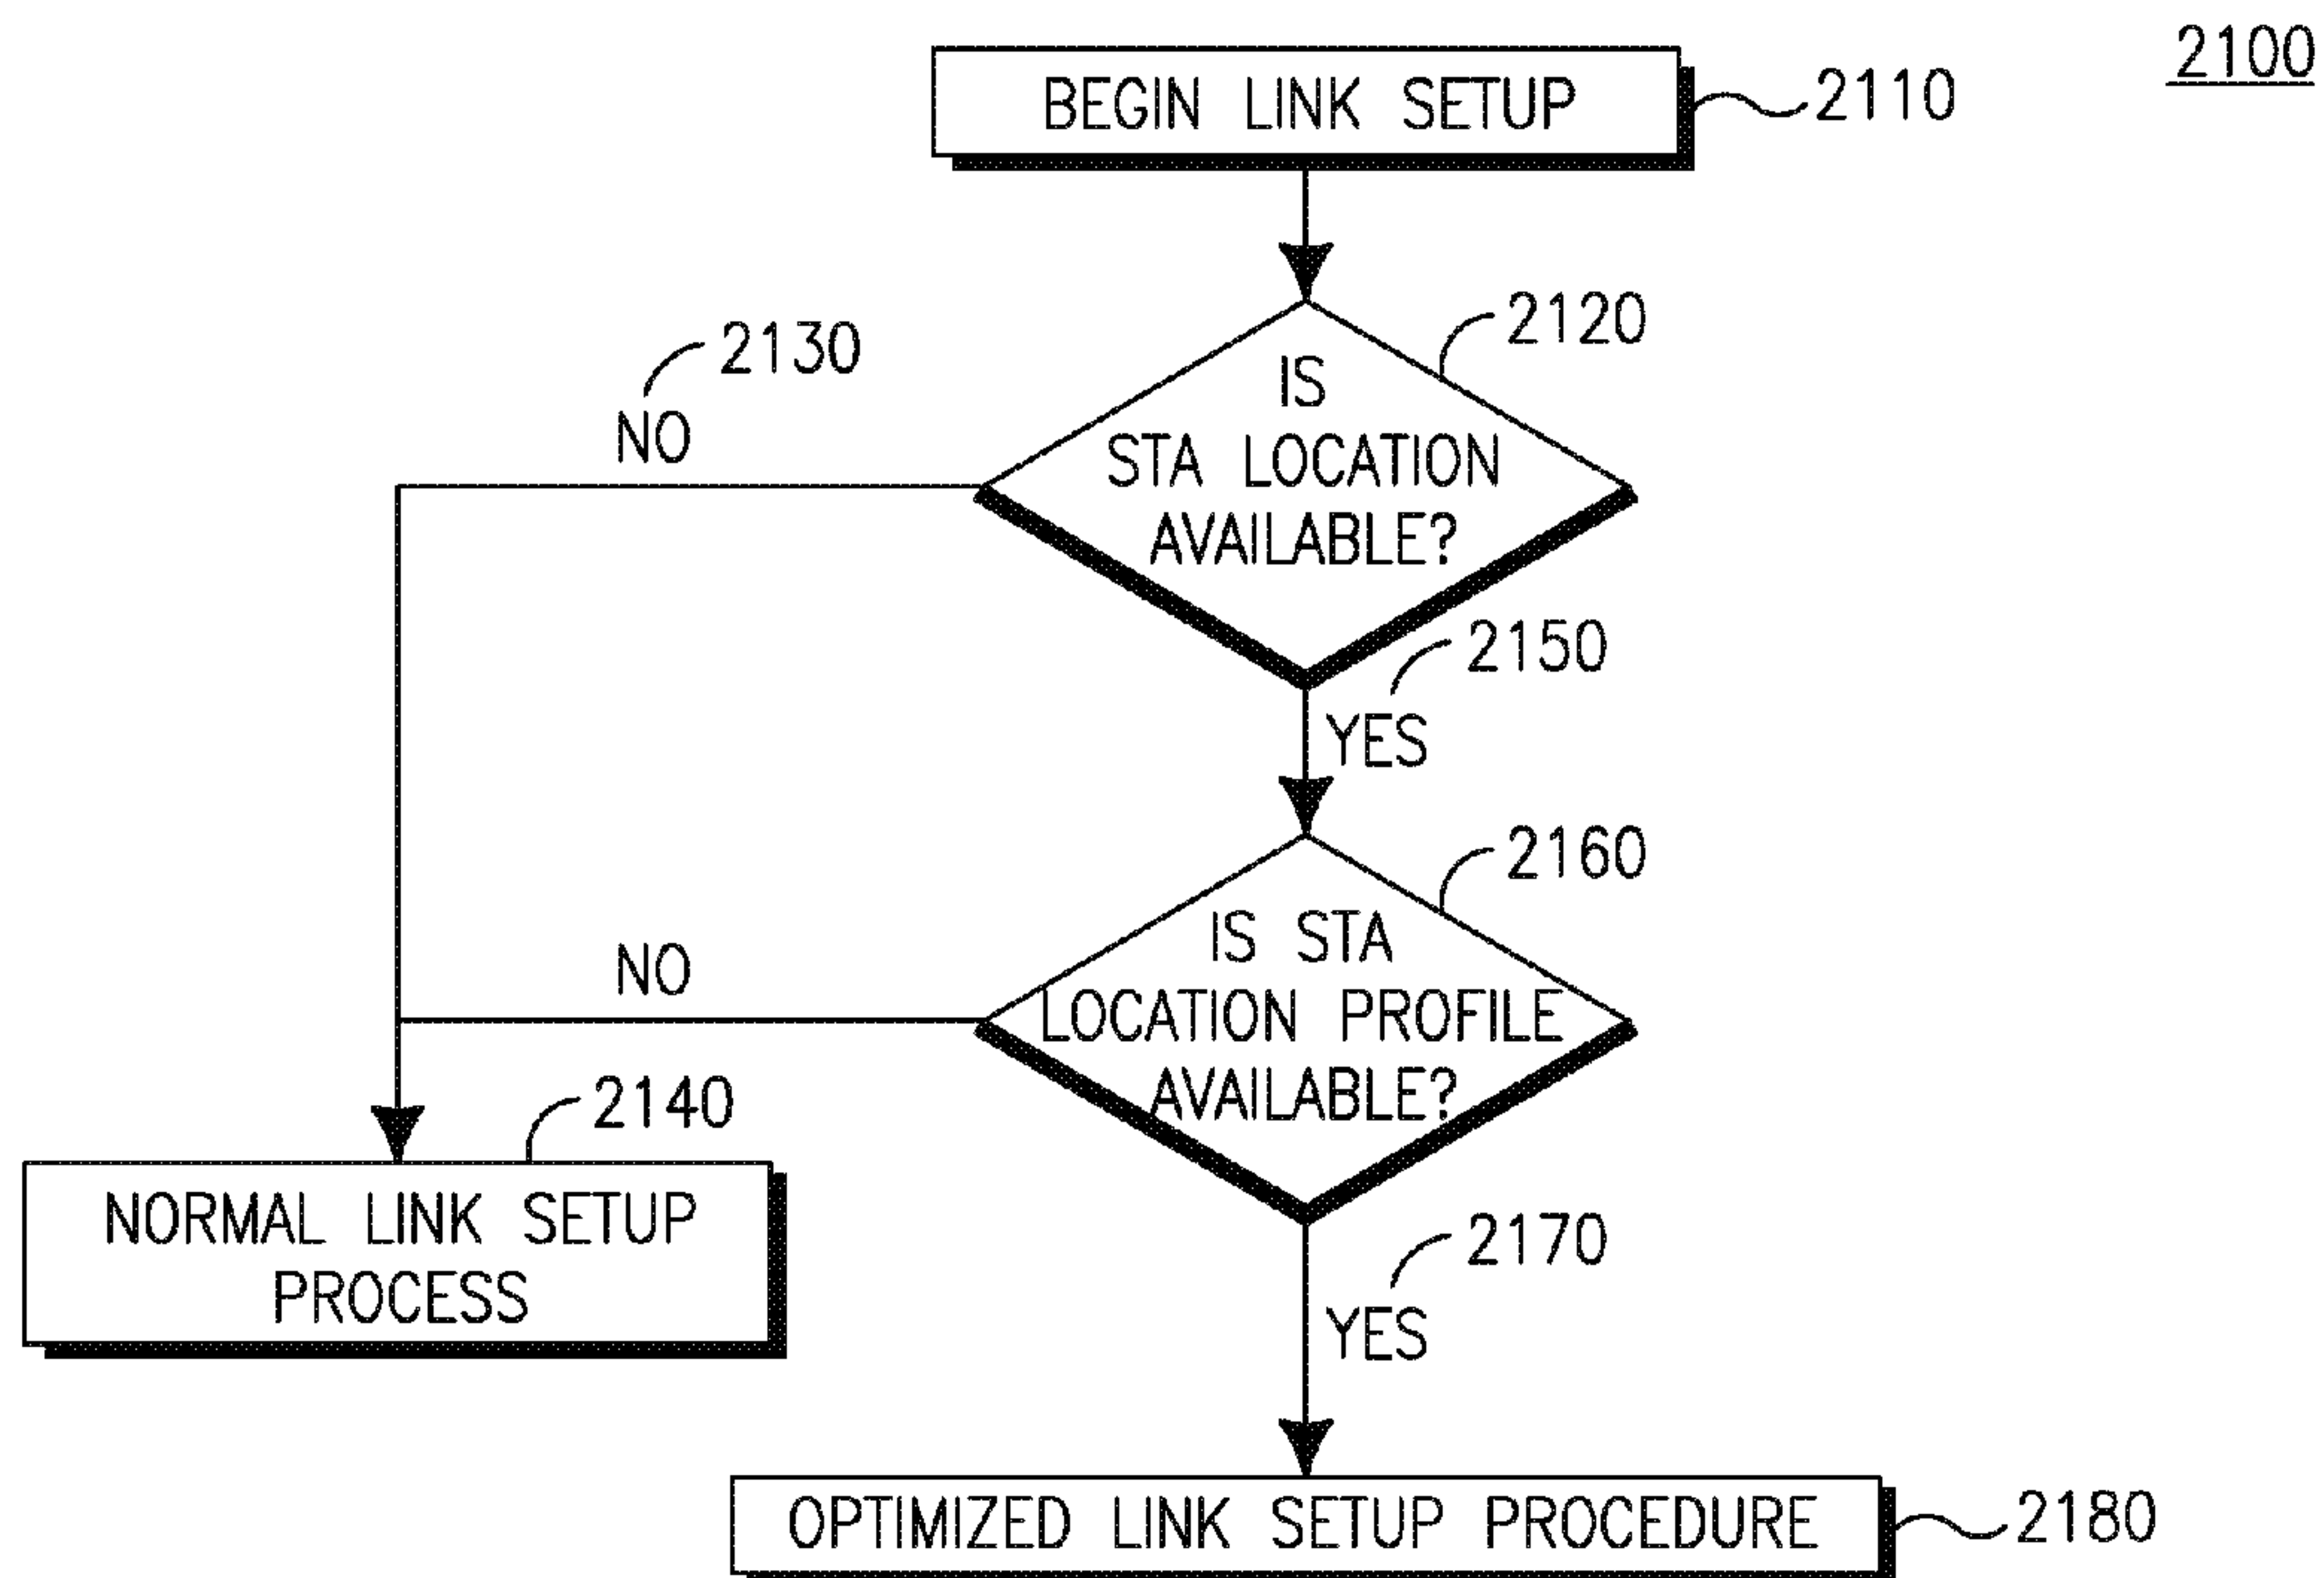 2100
BEGIN LINK SETUP
2110
2120
IS
STA LOCATION
AVAILABLE?
2130
NO
2150
YES
2160
IS STA
LOCATION PROFILE
AVAILABLE?
NO
2140
NORMAL LINK SETUP
PROCESS
2170
YES
OPTIMIZED LINK SETUP PROCEDURE
2180